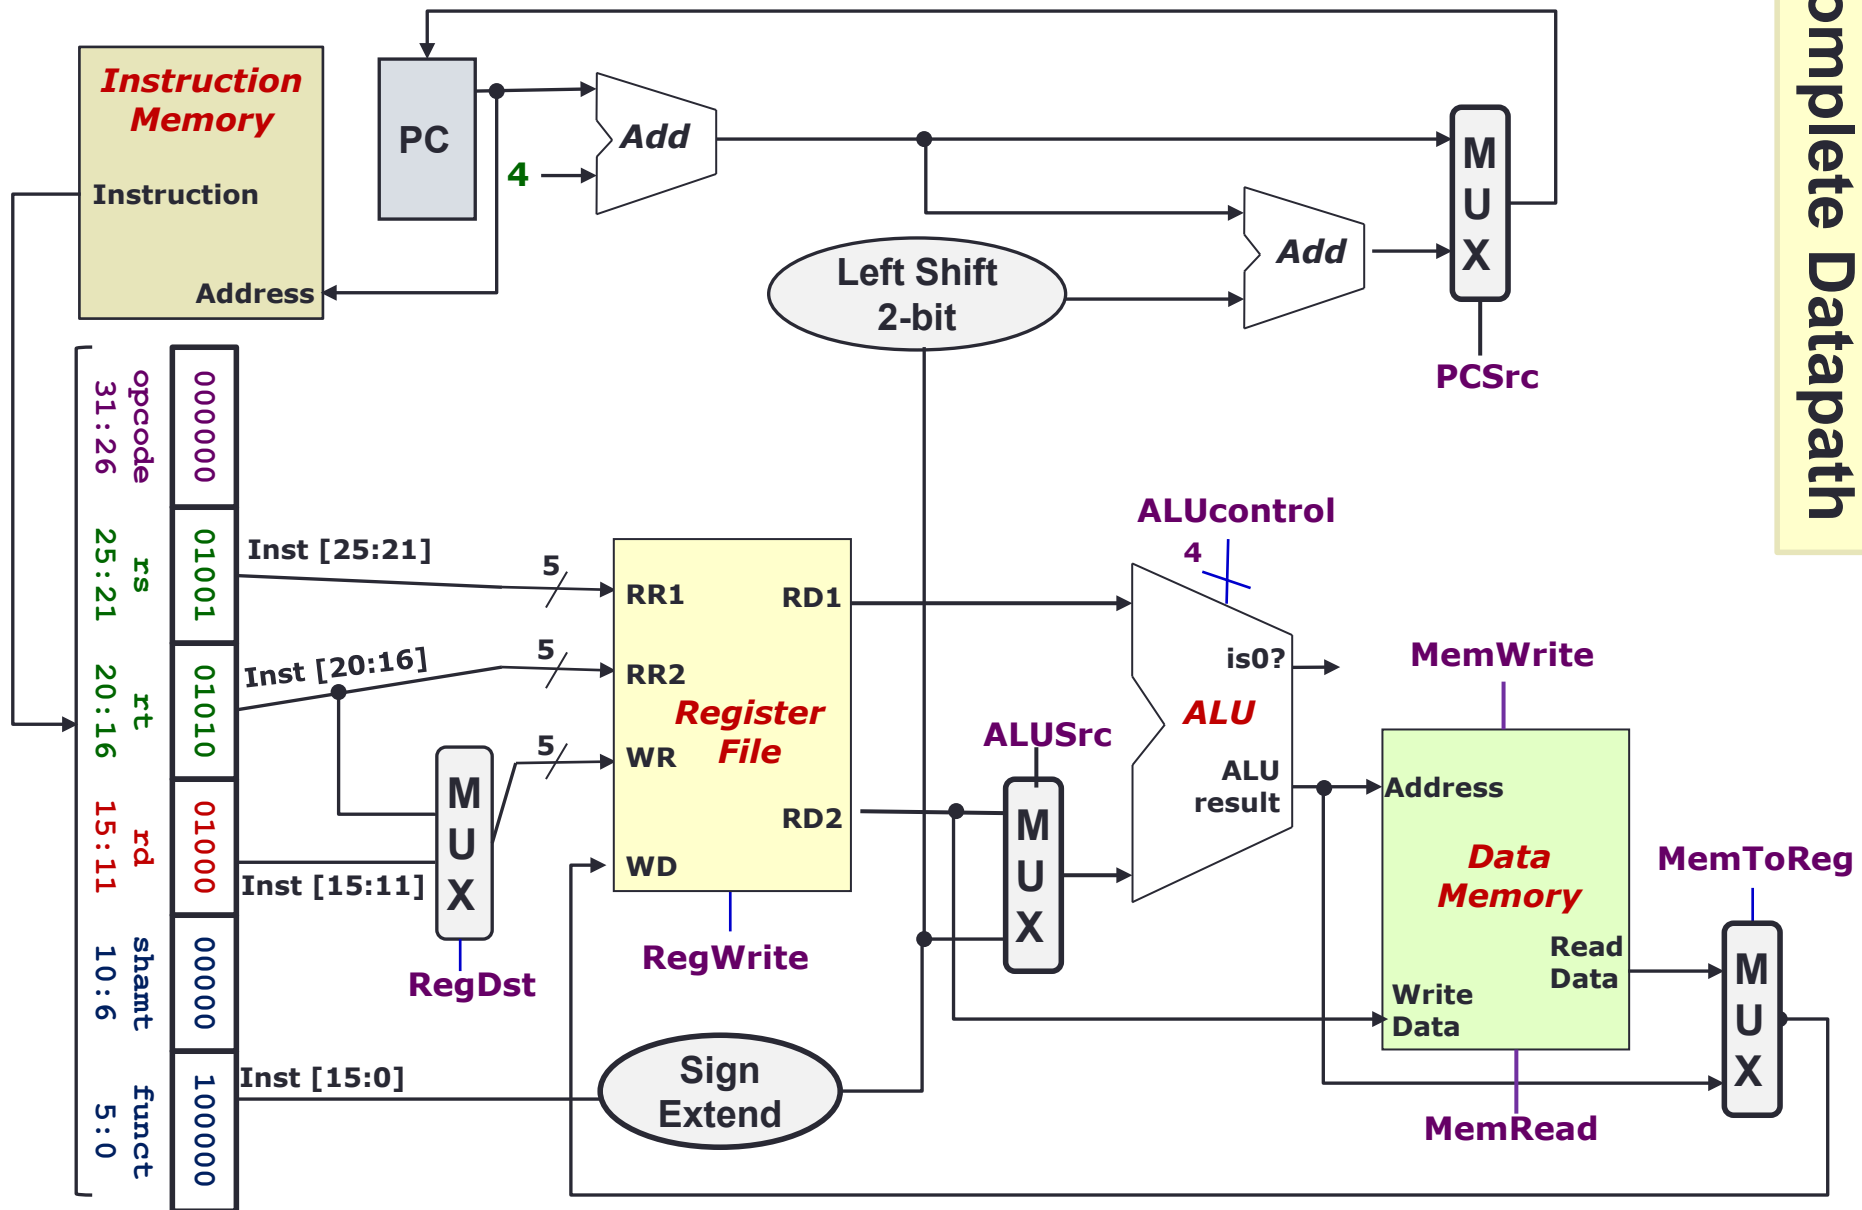 omplete Datapath
Instruction
Memory
Instruction
Address
PC
4
Add
Add
M
U
X
PCSrc
Left Shift
2-bit
opcode
31:26
000000
rs
25:21
01001
rt
20:16
01010
rd
15:11
01000
shamt
10:6
00000
funct
5:0
100000
Inst [25:21]
5
Inst [20:16]
5
5
Inst [15:11]
M
U
X
RegDst
Inst [15:0]
RR1
RR2
WR
WD
RD1
RD2
Register
File
RegWrite
Sign
Extend
ALUSrc
M
U
X
ALUcontrol
4
is0?
ALU
ALU
result
MemWrite
Address
Data
Memory
Read
Data
Write
Data
MemRead
MemToReg
M
U
X